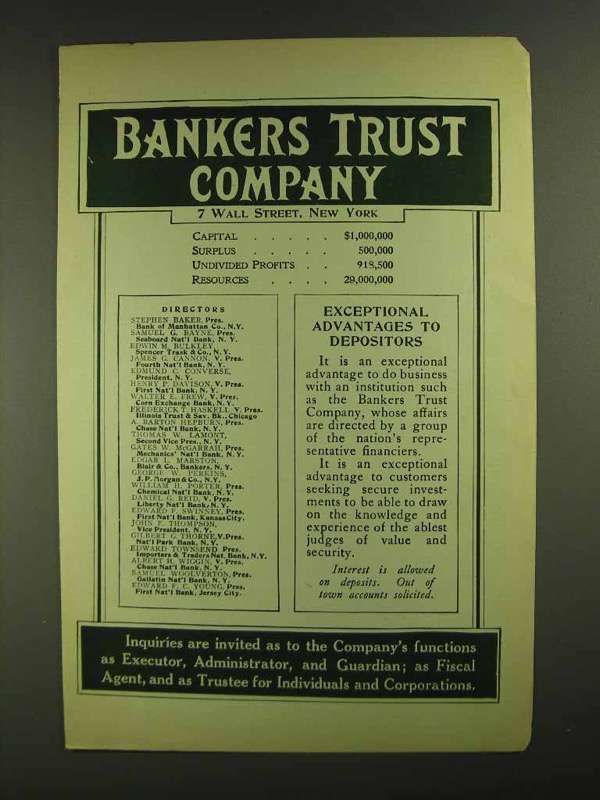 BANKERS TRUST
COMPANY
7 WALL STREET, NEW YORK
CAPITAL . . . . . $1,000,000
SURPLUS . . . . . 500,000
UNDIVIDED PROFITS . . 918,500
RESOURCES . . . . 29,000,000
DIRECTORS
STEPHEN BAKER, Pres.
Bank of Manhattan Co., N.Y.
SAMUEL G. BAYNE, Pres.
Seaboard Nat'l Bank, N. Y.
EDWIN M. BULKLEY
Spencer Trask & Co., N. Y.
JAMES G. CANNON, V. Pres.
Fourth Nat'l Bank, N. Y.
EDMUND C. CONVERSE,
President, N. Y.
HENRY P. DAVISON, V. Pres.
First Nat'l Bank, N. Y.
WALTER E. FREW, V. Pres.
Corn Exchange Bank, N. Y.
FREDERICK T. HASKELL V. Pres.
Illinois Trust & Sav. Bk., Chicago
A. BARTON HEPBURN, Pres.
Chase Nat'l Bank, N. Y.
THOMAS W. LAMONT,
Second Vice Pres., N. Y.
GATES W. McGARRAH, Pres.
Mechanics' Nat'l Bank, N. Y.
EDGAR L. MARSTON,
Blair & Co., Bankers, N. Y.
GEORGE W. PERKINS,
J. P. Morgan & Co., N. Y.
WILLIAM H. PORTER, Pres.
Chemical Nat'l Bank, N. Y.
DANIEL G. REID, V. Pres.
Liberty Nat'l Bank, N. Y.
EDWARD F. SWINNEY, Pres.
First Nat'l Bank, Kansas City.
JOHN F. THOMPSON,
Vice President, N. Y.
GILBERT G. THORNE, V. Pres.
Nat'l Park Bank, N. Y.
EDWARD TOWNSEND Pres.
Importers & Traders Nat. Bank, N.Y.
ALBERT H. WIGGIN, V. Pres.
Chase Nat'l Bank, N. Y.
SAMUEL WOOLVERTON, Pres.
Gallatin Nat'l Bank, N. Y.
EDWARD F. C. YOUNG, Pres.
First Nat'l Bank, Jersey City.
EXCEPTIONAL
ADVANTAGES TO
DEPOSITORS
It is an exceptional
advantage to do business
with an institution such
as the Bankers Trust
Company, whose affairs
are directed by a group
of the nation's repre-
sentative financiers.
It is an exceptional
advantage to customers
seeking secure invest-
ments to be able to draw
on the knowledge and
experience of the ablest
judges of value and
security.
Interest is allowed
on deposits. Out of
town accounts solicited.
Inquiries are invited as to the Company's functions
as Executor, Administrator, and Guardian; as Fiscal
Agent, and as Trustee for Individuals and Corporations.